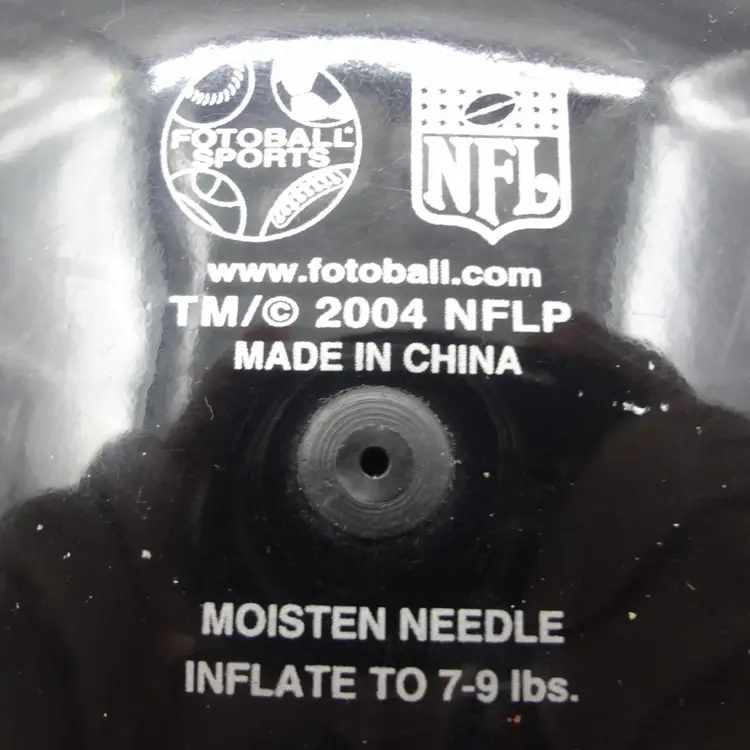 FOTOBALL®
SPORTS
NFL
www.fotoball.com
TM/© 2004 NFLP
MADE IN CHINA
MOISTEN NEEDLE
INFLATE TO 7-9 lbs.